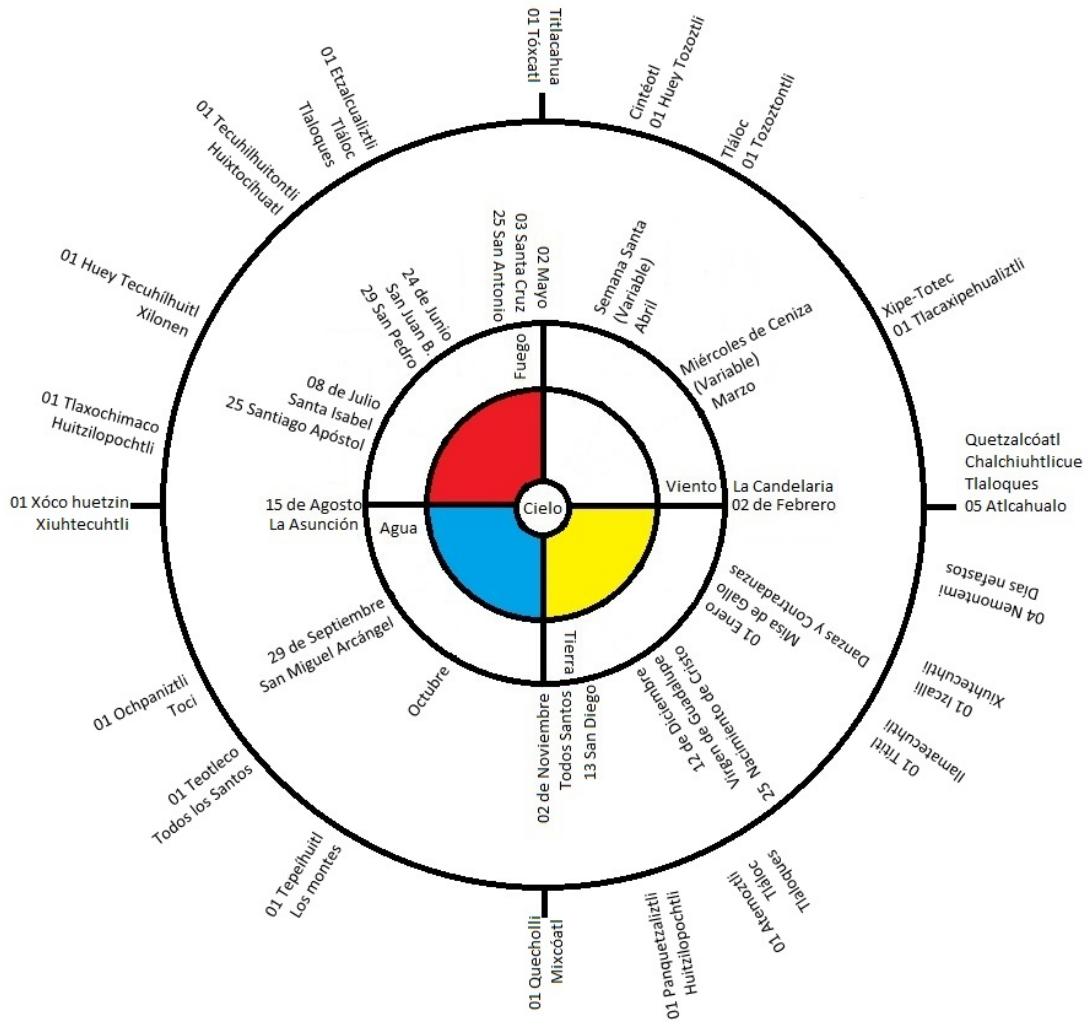 Titlacahua
01 Tóxcatl
Cintéotl
01 Huey Tozoztli
Tláloc
01 Tozoztontli
Xipe-Totec
01 Tlacaxipehualiztli
Quetzalcóatl
Chalchiuhtlicue
Tlaloques
05 Atlcahualo
04 Nemontemi
Días nefastos
01 Izcalli
Xiuhtecuhtli
01 Tititl
Ilamatecuhtli
01 Atemoztli
Tláloc
Tlaloques
01 Panquetzaliztli
Huitzilopochtli
01 Quecholli
Mixcóatl
01 Tepeíhuitl
Los montes
01 Teotleco
Todos los Santos
01 Ochpaniztli
Toci
01 Xóco huetzin
Xiuhtecuhtli
01 Tlaxochimaco
Huitzilopochtli
01 Huey Tecuhílhuitl
Xilonen
01 Tecuhilhuitontli
Huixtocíhuatl
01 Etzalcualiztli
Tláloc
Tlaloques
02 Mayo
03 Santa Cruz
25 San Antonio
Semana Santa
(Variable)
Abril
Miércoles de Ceniza
(Variable)
Marzo
La Candelaria
02 de Febrero
01 Enero
Misa de Gallo
Danzas y Contradanzas
12 de Diciembre
Virgen de Guadalupe
25 Nacimiento de Cristo
02 de Noviembre
Todos Santos
13 San Diego
Octubre
29 de Septiembre
San Miguel Arcángel
15 de Agosto
La Asunción
08 de Julio
Santa Isabel
25 Santiago Apóstol
24 de Junio
San Juan B.
29 San Pedro
Fuego
Viento
Tierra
Agua
Cielo